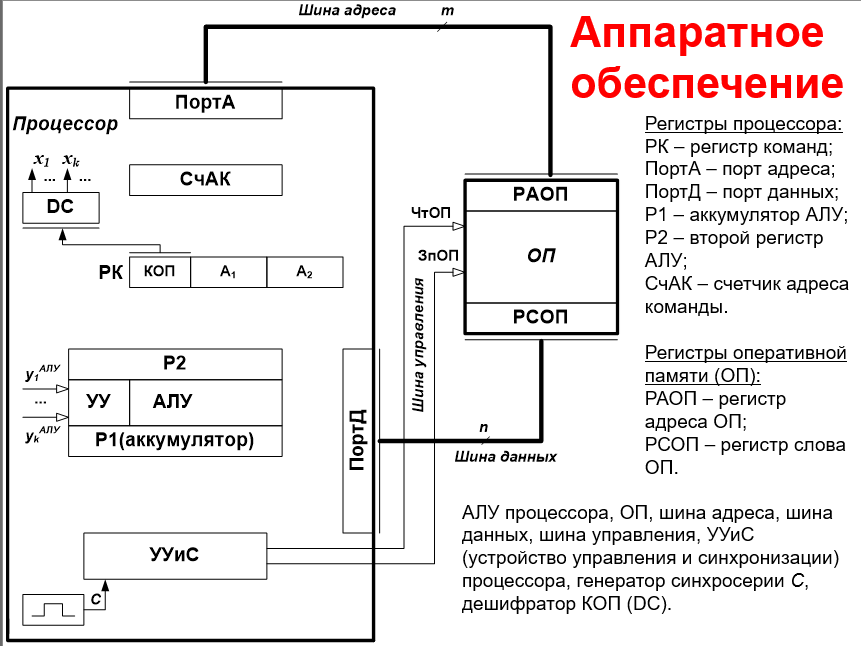 Шина адреса m
Аппаратное
обеспечение
ПортА
Процессор
x1 xk
... ...
DC
СчАК
РК КОП А1 А2
ЧтОП
ЗпОП
Шина управления
РАОП
ОП
РСОП
Р2
y1АЛУ
...
ykАЛУ
УУ АЛУ
Р1(аккумулятор)
ПортД
n
Шина данных
УУиС
C
Регистры процессора:
РК – регистр команд;
ПортА – порт адреса;
ПортД – порт данных;
Р1 – аккумулятор АЛУ;
Р2 – второй регистр
АЛУ;
СчАК – счетчик адреса
команды.
Регистры оперативной
памяти (ОП):
РАОП – регистр
адреса ОП;
РСОП – регистр слова
ОП.
АЛУ процессора, ОП, шина адреса, шина
данных, шина управления, УУиС
(устройство управления и синхронизации)
процессора, генератор синхросерии С,
дешифратор КОП (DC).